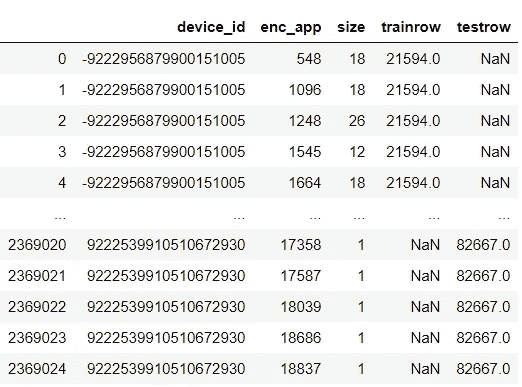 device_id enc_app size trainrow testrow
0 -9222956879900151005 548 18 21594.0 NaN
1 -9222956879900151005 1096 18 21594.0 NaN
2 -9222956879900151005 1248 26 21594.0 NaN
3 -9222956879900151005 1545 12 21594.0 NaN
4 -9222956879900151005 1664 18 21594.0 NaN
... ... ... ... ... ...
2369020 9222539910510672930 17358 1 NaN 82667.0
2369021 9222539910510672930 17587 1 NaN 82667.0
2369022 9222539910510672930 18039 1 NaN 82667.0
2369023 9222539910510672930 18686 1 NaN 82667.0
2369024 9222539910510672930 18837 1 NaN 82667.0